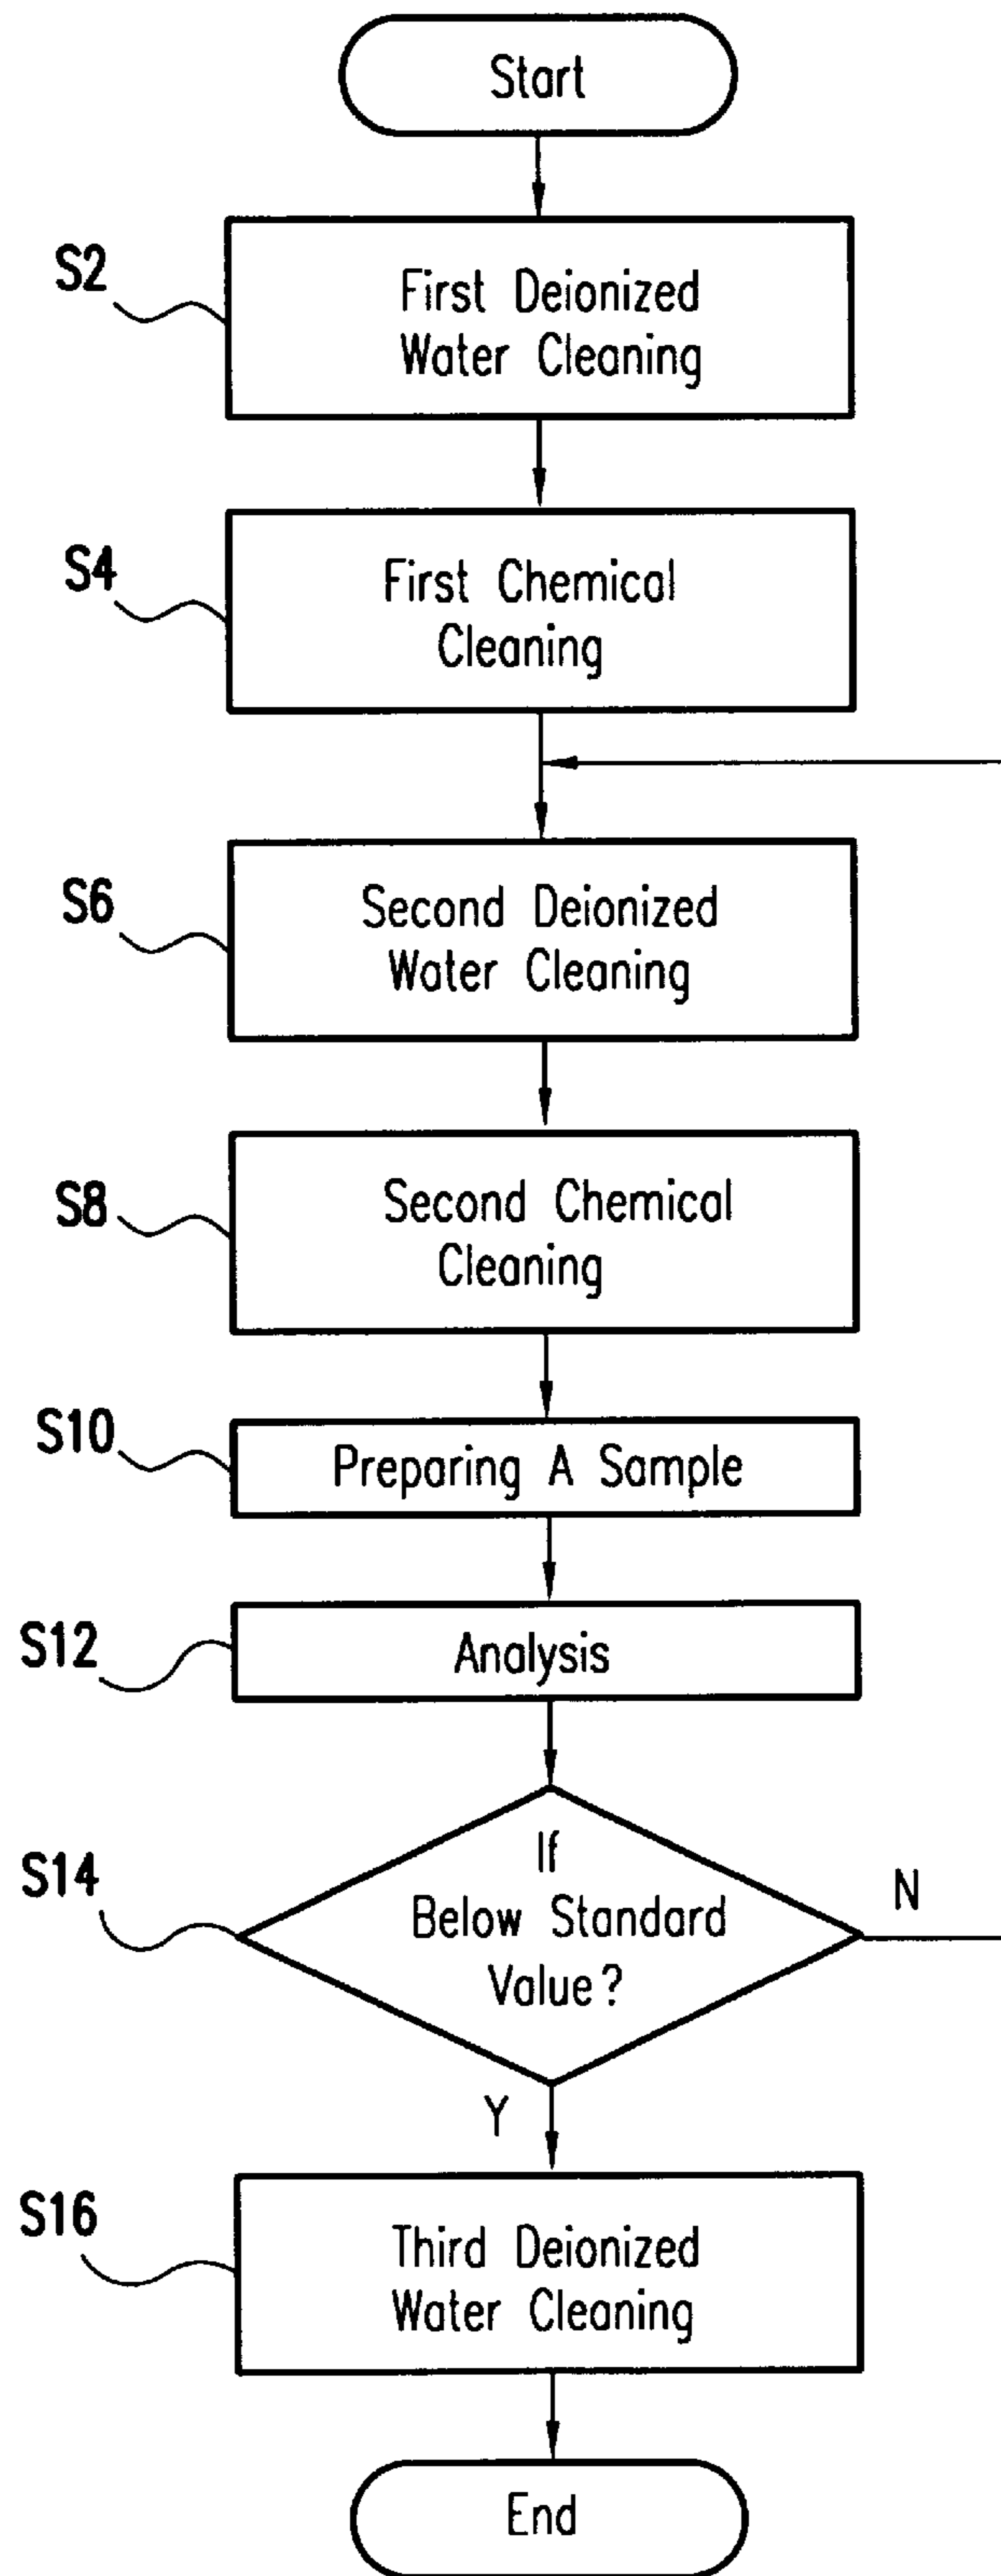 Start
S2
First Deionized
Water Cleaning
S4
First Chemical
Cleaning
S6
Second Deionized
Water Cleaning
S8
Second Chemical
Cleaning
S10
Preparing A Sample
S12
Analysis
S14
If
Below Standard
Value?
N
Y
S16
Third Deionized
Water Cleaning
End